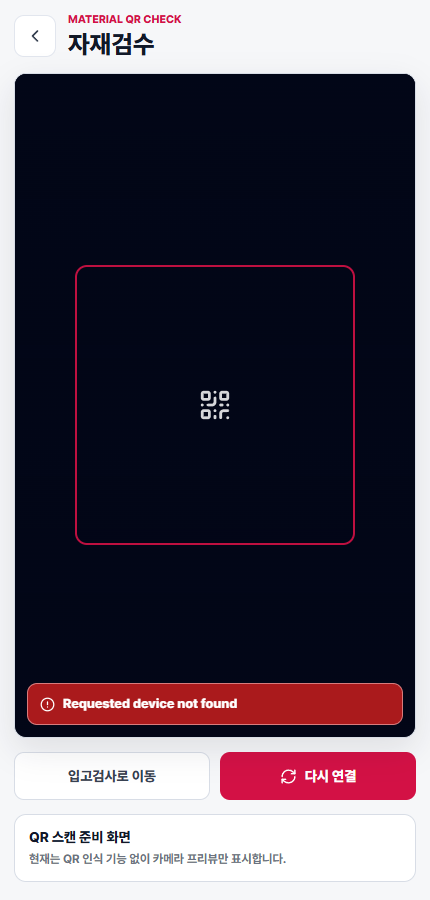 MATERIAL QR CHECK
자재검수
Requested device not found
입고검사로 이동
다시 연결
QR 스캔 준비 화면
현재는 QR 인식 기능 없이 카메라 프리뷰만 표시합니다.